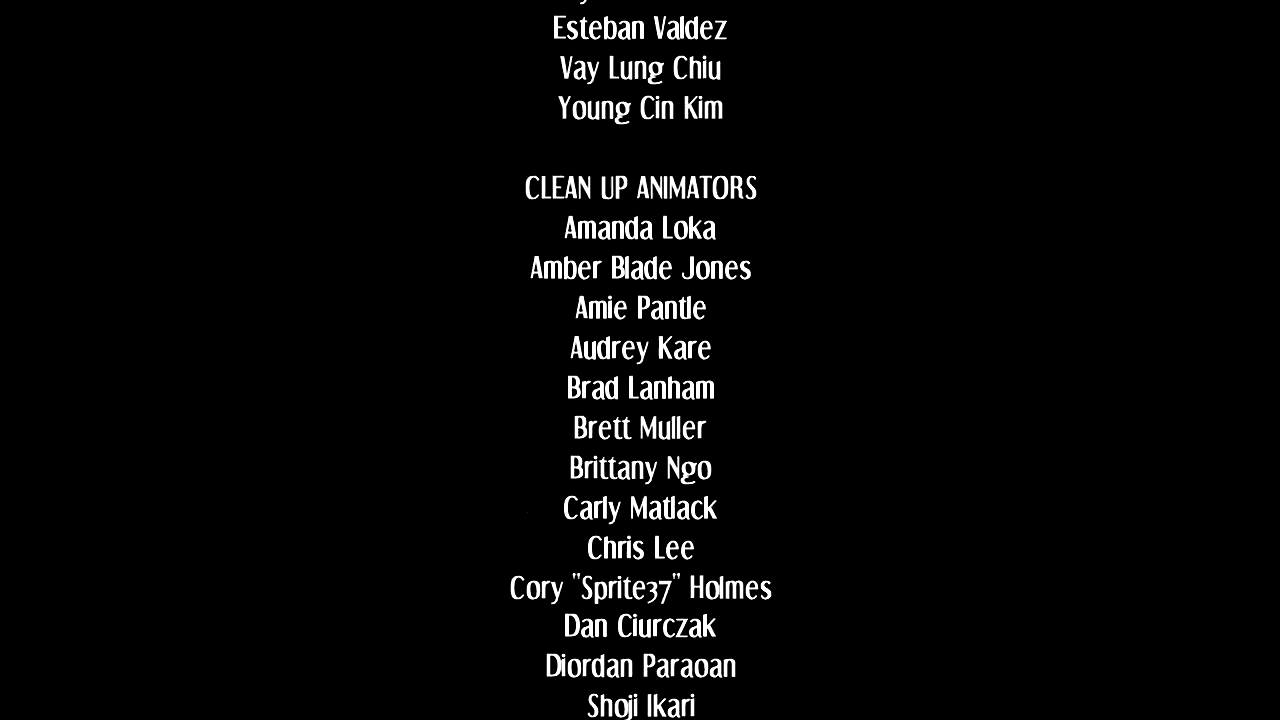 Esteban Valdez
Vay Lung Chiu
Young Cin Kim
CLEAN UP ANIMATORS
Amanda Loka
Amber Blade Jones
Amie Pantle
Audrey Kare
Brad Lanham
Brett Muller
Brittany Ngo
Carly Matlack
Chris Lee
Cory "Sprite37" Holmes
Dan Ciurczak
Diordan Paraoan
Shoji Ikari